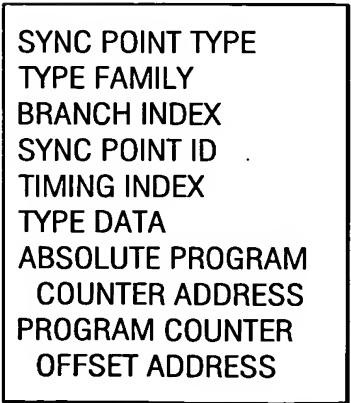 SYNC POINT TYPE
TYPE FAMILY
BRANCH INDEX
SYNC POINT ID
TIMING INDEX
TYPE DATA
ABSOLUTE PROGRAM
COUNTER ADDRESS
PROGRAM COUNTER
OFFSET ADDRESS